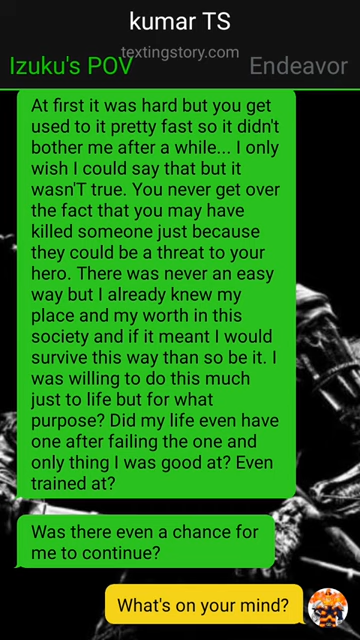 kumar TS
textingstory.com
Izuku's POV
Endeavor
At first it was hard but you get
used to it pretty fast so it didn't
bother me after a while... I only
wish I could say that but it
wasn'T true. You never get over
the fact that you may have
killed someone just because
they could be a threat to your
hero. There was never an easy
way but I already knew my
place and my worth in this
society and if it meant I would
survive this way than so be it. I
was willing to do this much
just to life but for what
purpose? Did my life even have
one after failing the one and
only thing I was good at? Even
trained at?
Was there even a chance for
me to continue?
What's on your mind?